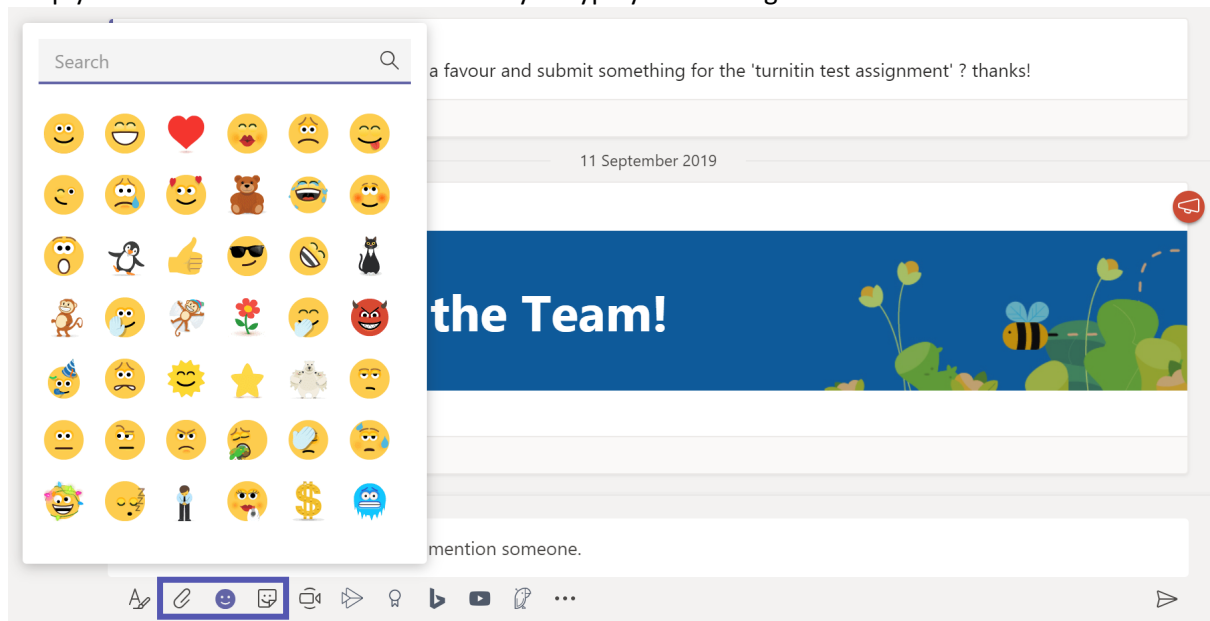 Search
a favour and submit something for the 'turnitin test assignment' ? thanks!
11 September 2019
the Team!
mention someone.